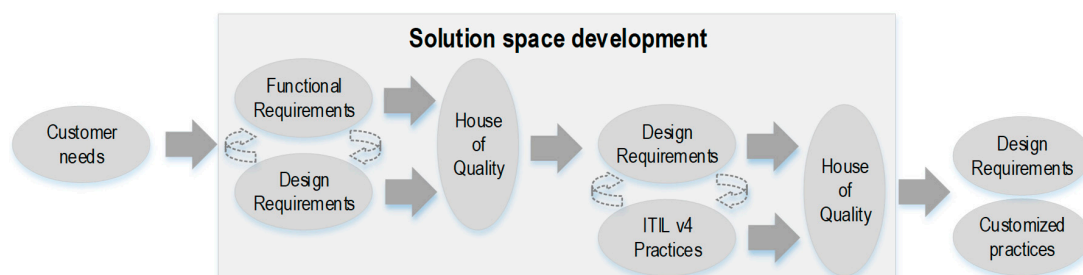 Solution space development
Customer
needs
Functional
Requirements
Design
Requirements
House
of
Quality
Design
Requirements
ITIL v4
Practices
House
of
Quality
Design
Requirements
Customized
practices